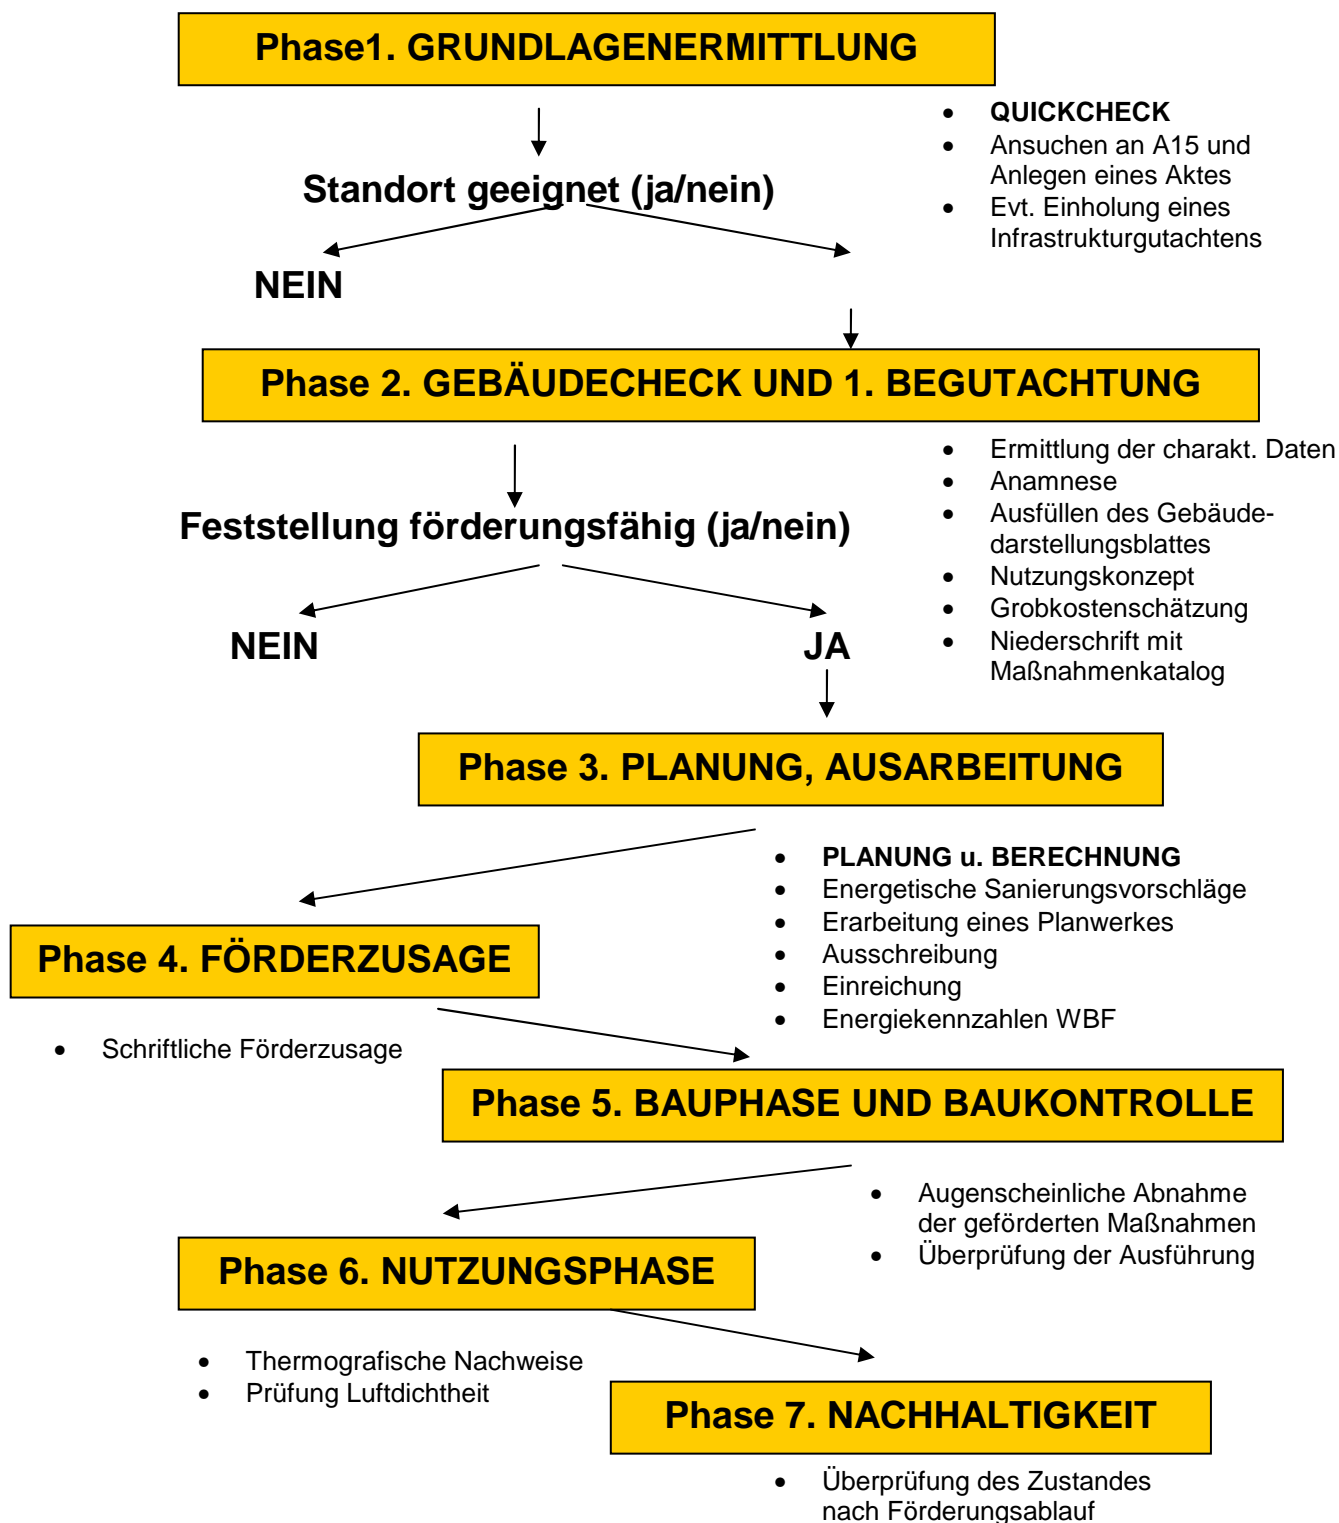 Phase1. GRUNDLAGENERMITTLUNG
• QUICKCHECK
• Ansuchen an A15 und
Anlegen eines Aktes
• Evt. Einholung eines
Infrastrukturgutachtens
Standort geeignet (ja/nein)
NEIN
Phase 2. GEBÄUDECHECK UND 1. BEGUTACHTUNG
• Ermittlung der charakt. Daten
• Anamnese
• Ausfüllen des Gebäude-
darstellungsblattes
• Nutzungskonzept
• Grobkostenschätzung
• Niederschrift mit
Maßnahmenkatalog
Feststellung förderungsfähig (ja/nein)
NEIN
JA
Phase 3. PLANUNG, AUSARBEITUNG
• PLANUNG u. BERECHNUNG
• Energetische Sanierungsvorschläge
• Erarbeitung eines Planwerkes
• Ausschreibung
• Einreichung
• Energiekennzahlen WBF
Phase 4. FÖRDERZUSAGE
• Schriftliche Förderzusage
Phase 5. BAUPHASE UND BAUKONTROLLE
• Augenscheinliche Abnahme
der geförderten Maßnahmen
• Überprüfung der Ausführung
Phase 6. NUTZUNGSPHASE
• Thermografische Nachweise
• Prüfung Luftdichtheit
Phase 7. NACHHALTIGKEIT
• Überprüfung des Zustandes
nach Förderungsablauf